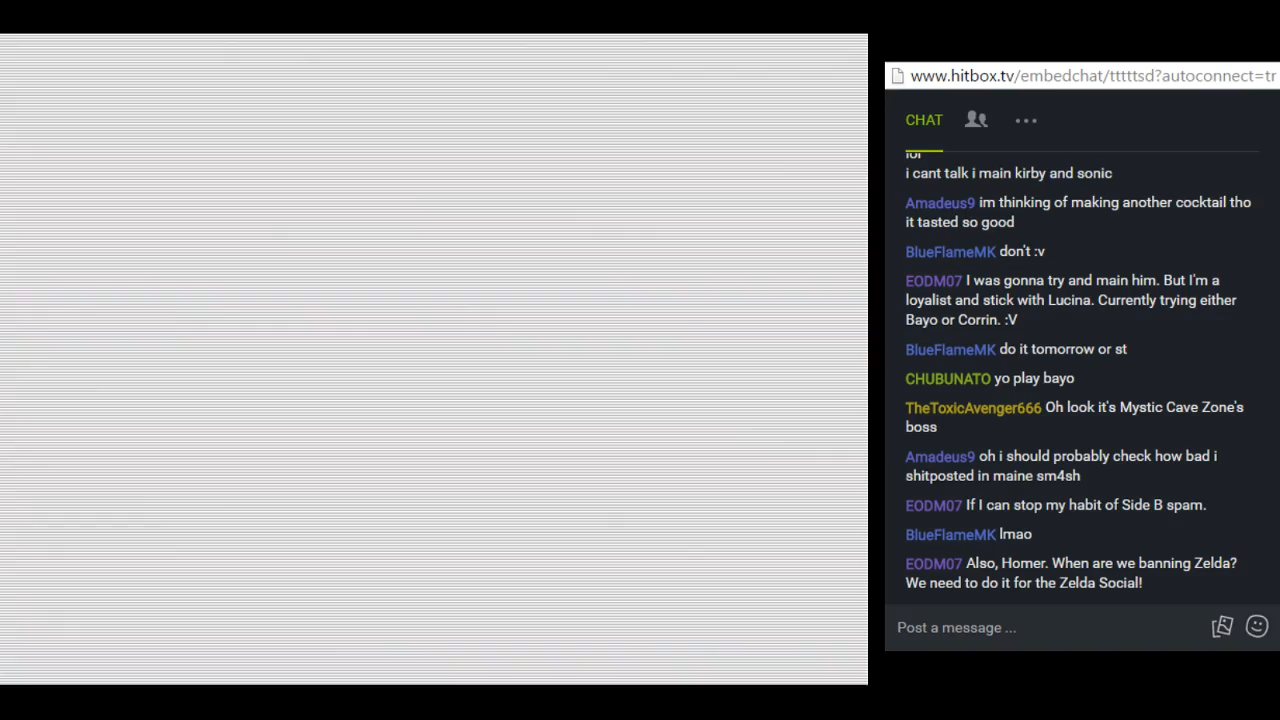 www.hitbox.tv/embedchat/tttttsd?autoconnect=tr
CHAT
lol
i cant talk i main kirby and sonic
Amadeus9 im thinking of making another cocktail tho
it tasted so good
BlueFlameMK don't :v
EODM07 I was gonna try and main him. But I'm a
loyalist and stick with Lucina. Currently trying either
Bayo or Corrin. :V
BlueFlameMK do it tomorrow or st
CHUBUNATO yo play bayo
TheToxicAvenger666 Oh look it's Mystic Cave Zone's
boss
Amadeus9 oh i should probably check how bad i
shitposted in maine sm4sh
EODM07 If I can stop my habit of Side B spam.
BlueFlameMK lmao
EODM07 Also, Homer. When are we banning Zelda?
We need to do it for the Zelda Social!
Post a message ...